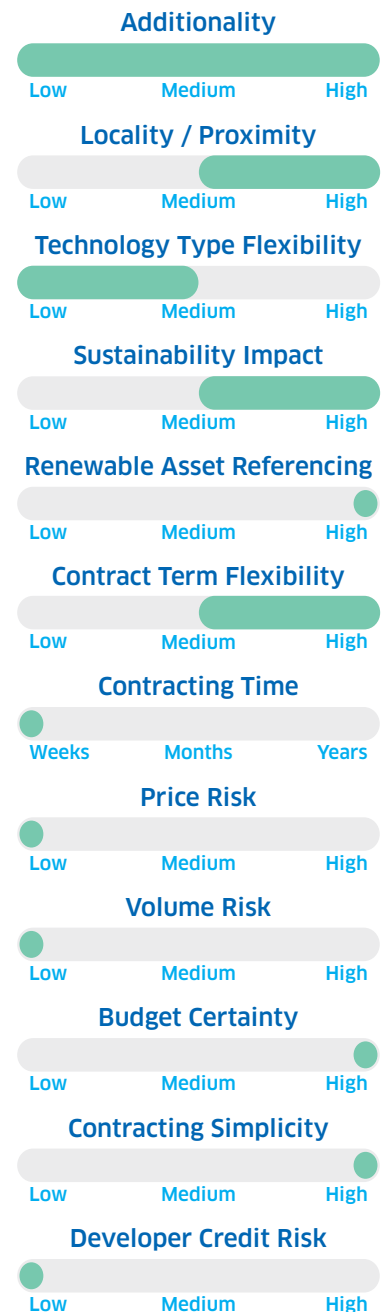 Additionality
Low Medium High
Locality / Proximity
Low Medium High
Technology Type Flexibility
Low Medium High
Sustainability Impact
Low Medium High
Renewable Asset Referencing
Low Medium High
Contract Term Flexibility
Low Medium High
Contracting Time
Weeks Months Years
Price Risk
Low Medium High
Volume Risk
Low Medium High
Budget Certainty
Low Medium High
Contracting Simplicity
Low Medium High
Developer Credit Risk
Low Medium High